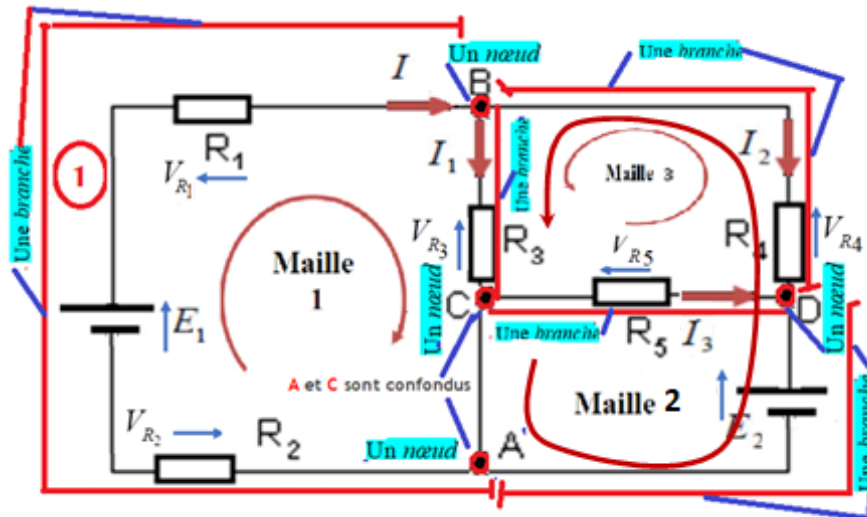 Un nœud
Une branche
I
B
R1
VR1
I1
I2
Une branche
Maille 3
Une branche
1
VR3
R3
VR5
R4
VR4
Maille
1
C
D
E1
Un nœud
Une branche
R5
I3
Un nœud
A et C sont confondus
Maille 2
E2
VR2
R2
Un nœud
A
Une branche